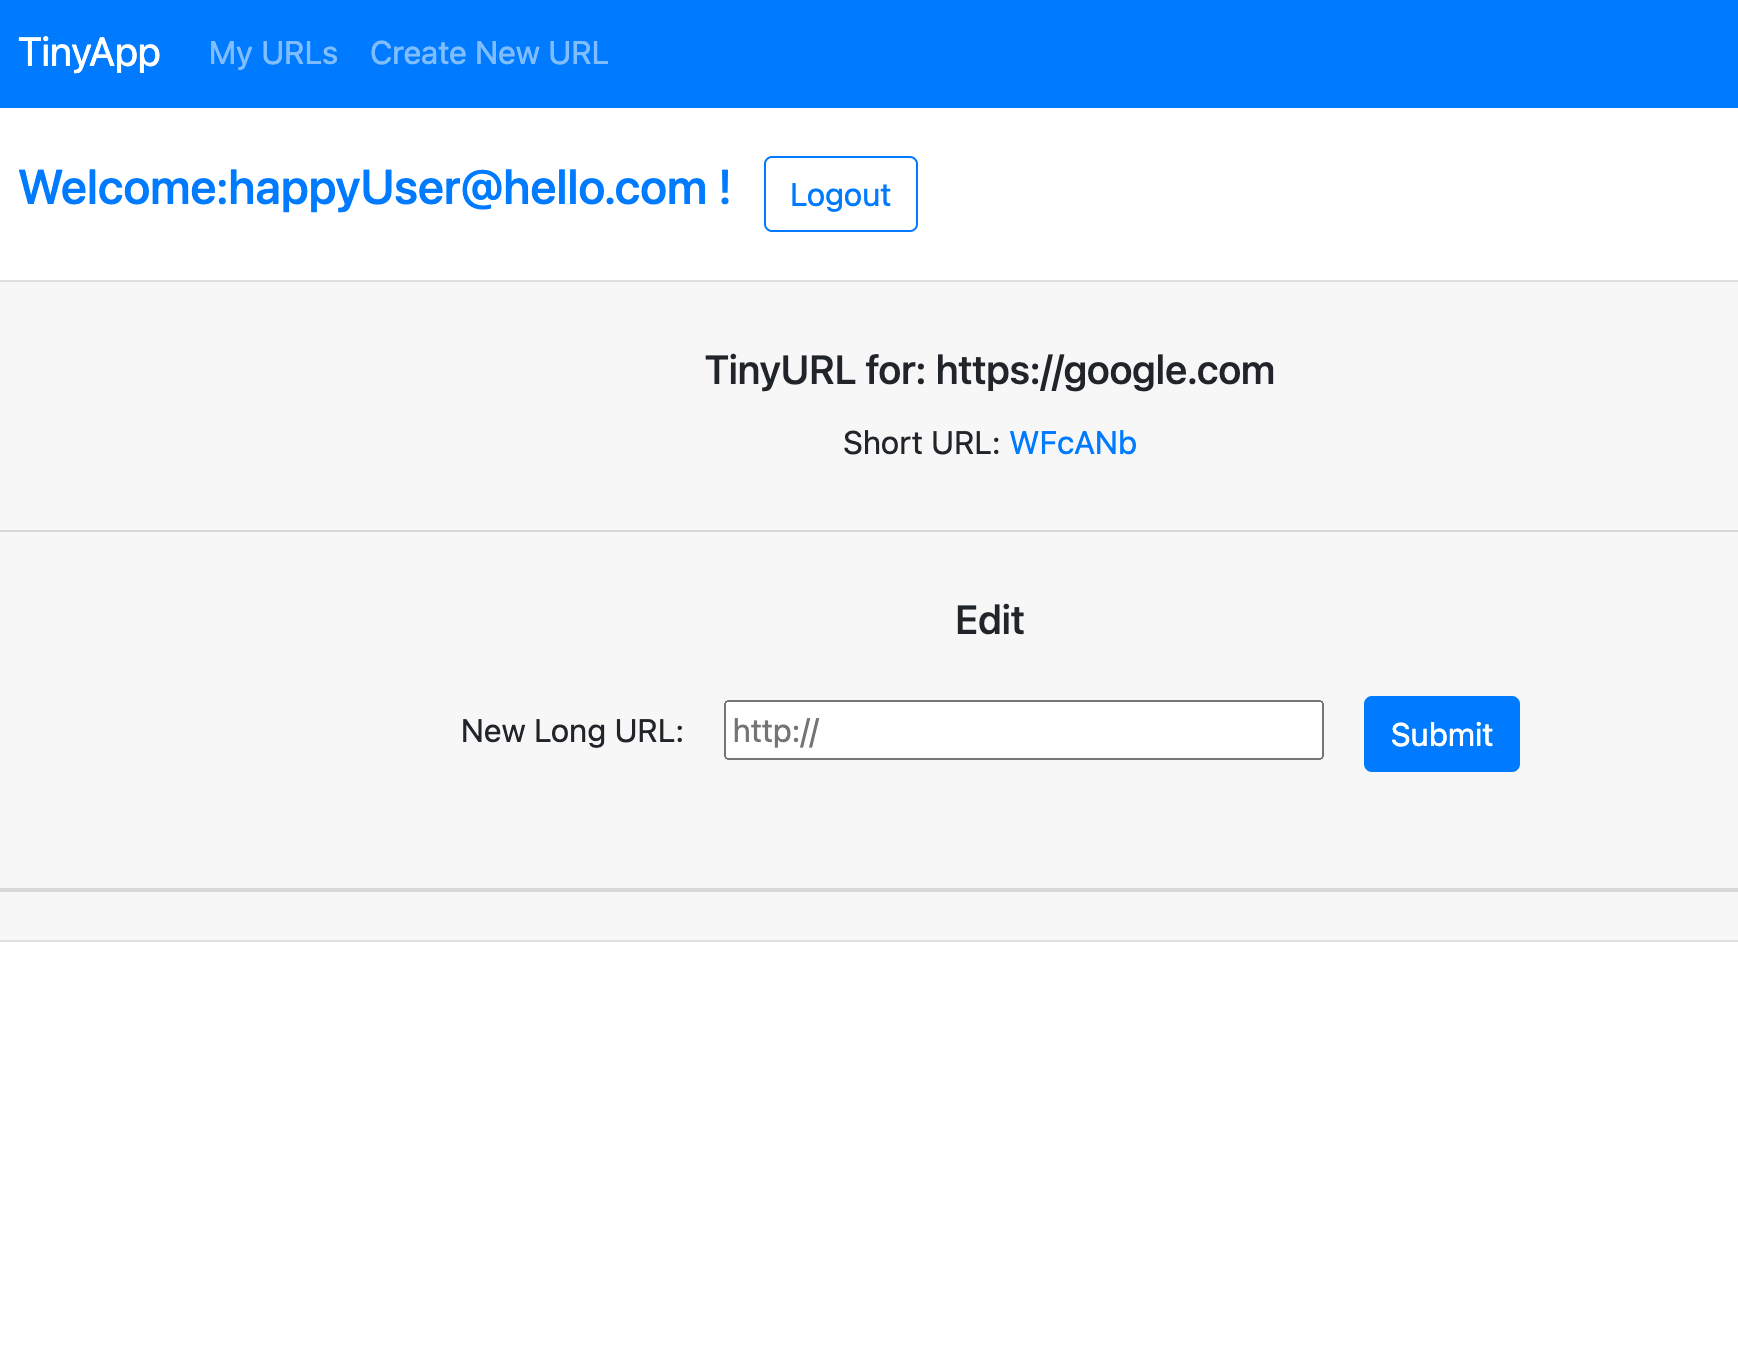 TinyApp My URLs Create New URL
Welcome:happyUser@hello.com ! Logout
TinyURL for: https://google.com
Short URL: WFcANb
Edit
New Long URL: http:// Submit